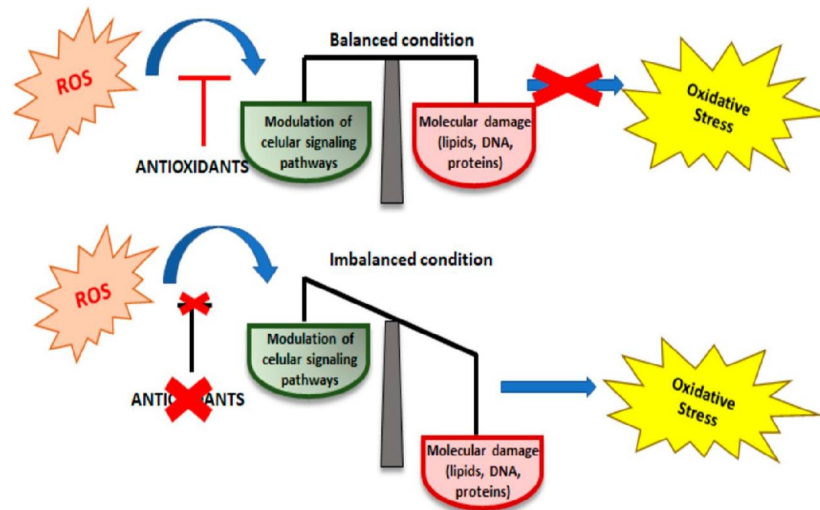 ROS
ANTIOXIDANTS
Balanced condition
Modulation of
celular signaling
pathways
Molecular damage
(lipids, DNA,
proteins)
Oxidative
Stress
ROS
ANTIOXIDANTS
Imbalanced condition
Modulation of
celular signaling
pathways
Molecular damage
(lipids, DNA,
proteins)
Oxidative
Stress